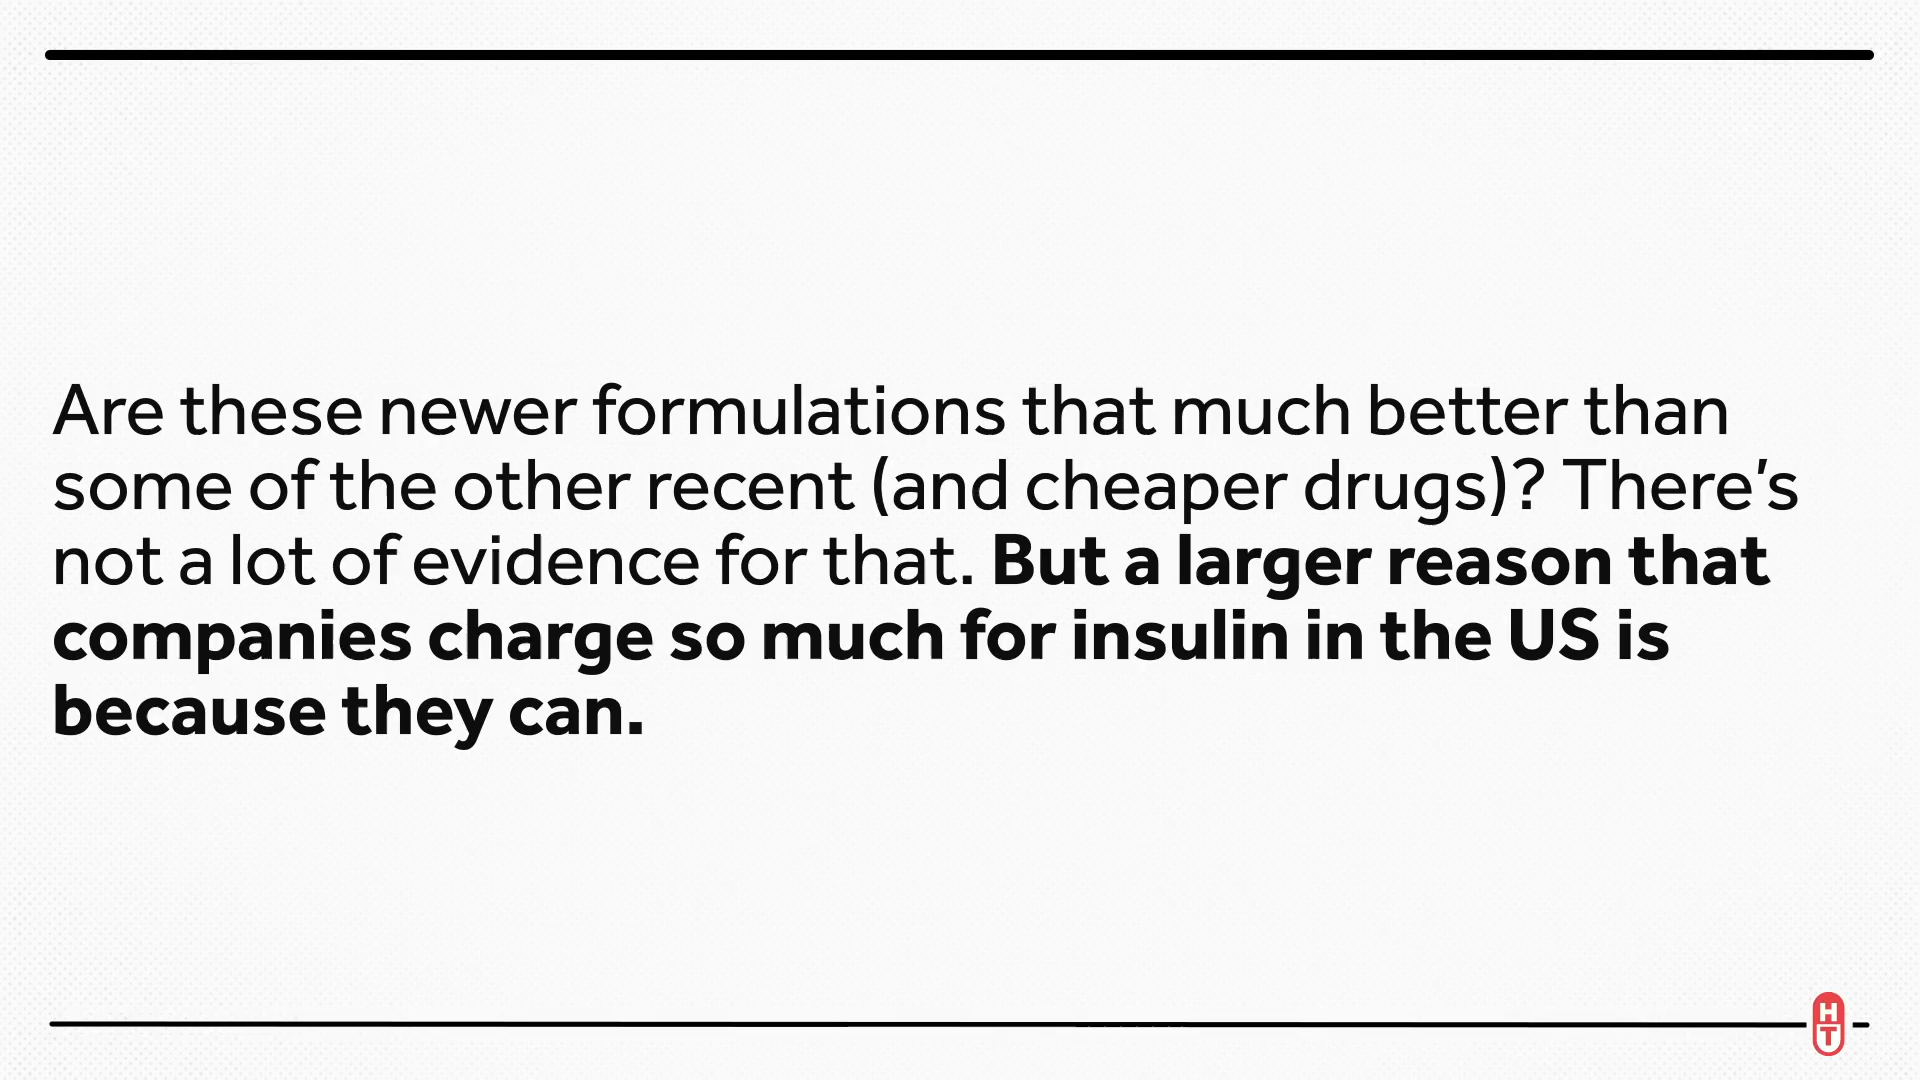 Are these newer formulations that much better than
some of the other recent (and cheaper drugs)? There’s
not a lot of evidence for that. But a larger reason that
companies charge so much for insulin in the US is
because they can.
H
T